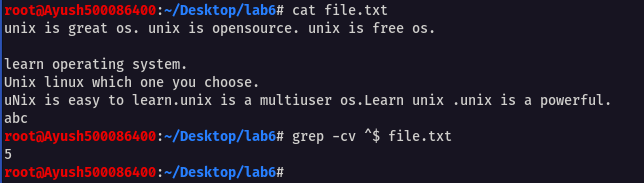 root@Ayush500086400:~/Desktop/lab6# cat file.txt
unix is great os. unix is opensource. unix is free os.
learn operating system.
Unix linux which one you choose.
uNix is easy to learn.unix is a multiuser os.Learn unix .unix is a powerful.
abc
root@Ayush500086400:~/Desktop/lab6# grep -cv ^$ file.txt
5
root@Ayush500086400:~/Desktop/lab6#